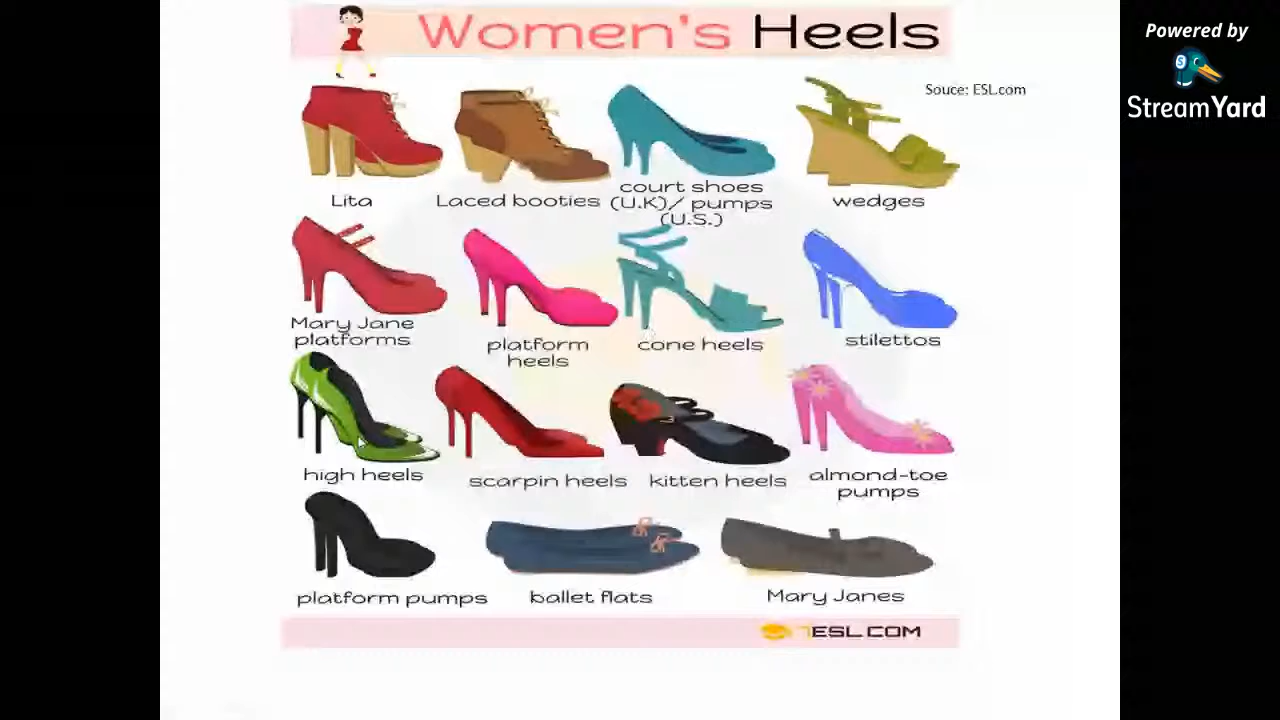 Women's Heels
Powered by
StreamYard
Souce: ESL.com
Lita
Laced booties
court shoes
(U.K)/ pumps
(U.S.)
wedges
Mary Jane
platforms
platform
heels
cone heels
stilettos
high heels
scarpin heels
kitten heels
almond-toe
pumps
platform pumps
ballet flats
Mary Janes
7ESL.COM